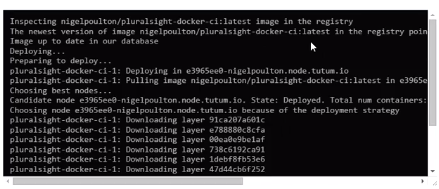 Inspecting nigelpoulton/pluralsight-docker-ci:latest image in the registry
The newest version of image nigelpoulton/pluralsight-docker-ci:latest in the registry poin
Image up to date in our database
Deploying...
Preparing to deploy...
pluralsight-docker-ci-1: Deploying in e3965ee0-nigelpoulton.node.tutum.io
pluralsight-docker-ci-1: Pulling image nigelpoulton/pluralsight-docker-ci:latest in e3965e
Choosing best nodes...
Candidate node e3965ee0-nigelpoulton.node.tutum.io. State: Deployed. Total num containers:
Choosing node e3965ee0-nigelpoulton.node.tutum.io because of the deployment strategy
pluralsight-docker-ci-1: Downloading layer 91ca207a601c
pluralsight-docker-ci-1: Downloading layer e788880c8cfa
pluralsight-docker-ci-1: Downloading layer 00ea0e9be1af
pluralsight-docker-ci-1: Downloading layer 738c6192ca91
pluralsight-docker-ci-1: Downloading layer 1debf8fb53e6
pluralsight-docker-ci-1: Downloading layer 47d44cb6f252